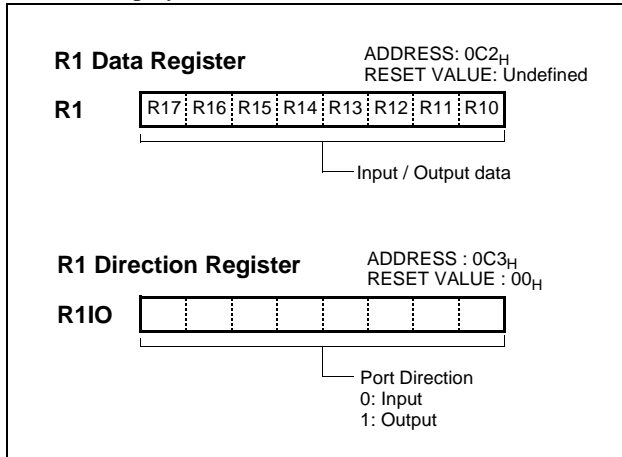 R1 Data Register
ADDRESS: 0C2H
RESET VALUE: Undefined
R1
R17 R16 R15 R14 R13 R12 R11 R10
Input / Output data
R1 Direction Register
ADDRESS : 0C3H
RESET VALUE : 00H
R1IO
Port Direction
0: Input
1: Output